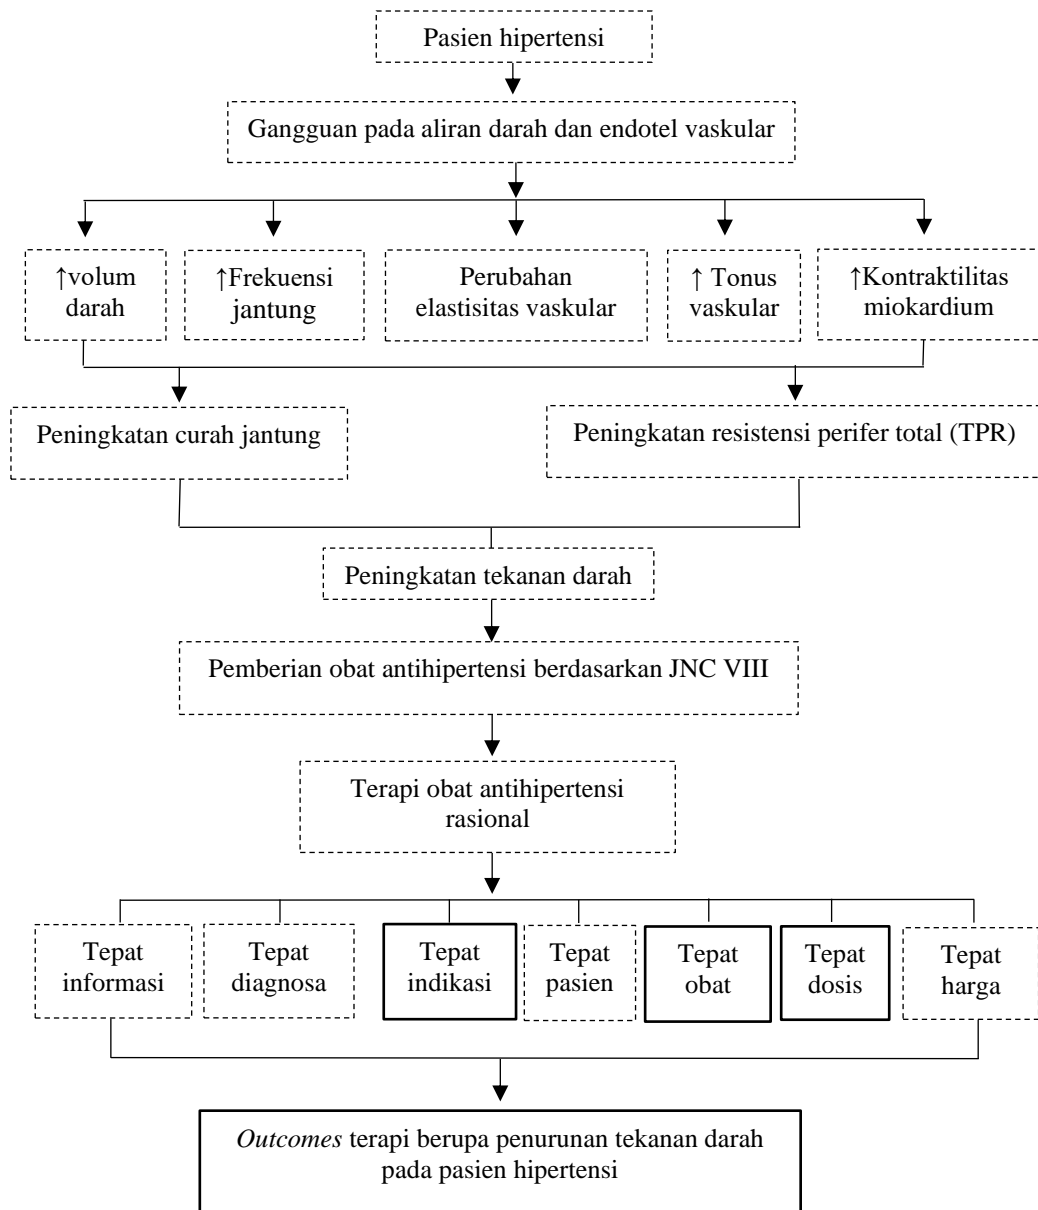 Pasien hipertensi
Gangguan pada aliran darah dan endotel vaskular
↑volum
darah
↑Frekuensi
jantung
Perubahan
elastisitas vaskular
↑ Tonus
vaskular
↑Kontraktilitas
miokardium
Peningkatan curah jantung
Peningkatan resistensi perifer total (TPR)
Peningkatan tekanan darah
Pemberian obat antihipertensi berdasarkan JNC VIII
Terapi obat antihipertensi
rasional
Tepat
informasi
Tepat
diagnosa
Tepat
indikasi
Tepat
pasien
Tepat
obat
Tepat
dosis
Tepat
harga
Outcomes terapi berupa penurunan tekanan darah
pada pasien hipertensi